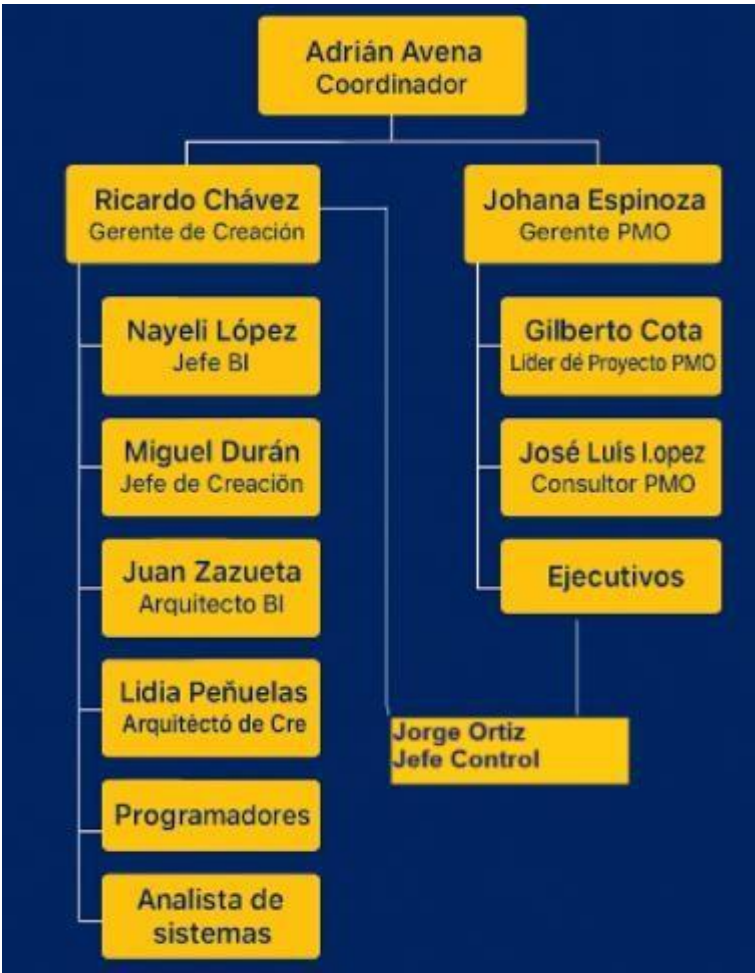 Adrián Avena
Coordinador
Ricardo Chávez
Gerente de Creación
Nayeli López
Jefe BI
Miguel Durán
Jefe de Creaciön
Juan Zazueta
Arquitecto BI
Lidia Peñuelas
Arquitèctó de Cre
Programadores
Analista de
sistemas
Johana Espinoza
Gerente PMO
Gilberto Cota
Líder dé Proyecto PMO
José Luis l.opez
Consultor PMO
Ejecutivos
Jorge Ortiz
Jefe Control